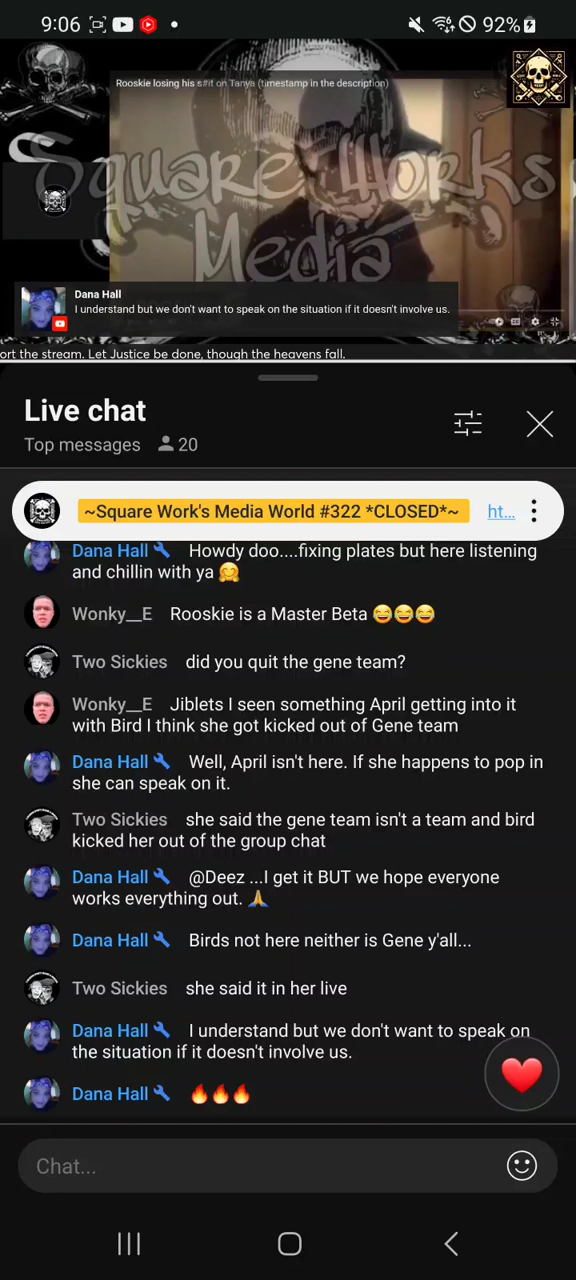 9:06 92%
Rooskie losing his s#it on Tanya (timestamp in the description)
Square Works
Media
Dana Hall
I understand but we don't want to speak on the situation if it doesn't involve us.
ort the stream. Let Justice be done, though the heavens fall.
Live chat
Top messages 20
~Square Work's Media World #322 *CLOSED*~ ht...
Dana Hall Howdy doo....fixing plates but here listening
and chillin with ya 🤗
Wonky__E Rooskie is a Master Beta 😂😂😂
Two Sickies did you quit the gene team?
Wonky__E Jiblets I seen something April getting into it
with Bird I think she got kicked out of Gene team
Dana Hall Well, April isn't here. If she happens to pop in
she can speak on it.
Two Sickies she said the gene team isn't a team and bird
kicked her out of the group chat
Dana Hall @Deez ...I get it BUT we hope everyone
works everything out. 🙏
Dana Hall Birds not here neither is Gene y'all...
Two Sickies she said it in her live
Dana Hall I understand but we don't want to speak on
the situation if it doesn't involve us.
Dana Hall 🔥🔥🔥
Chat...